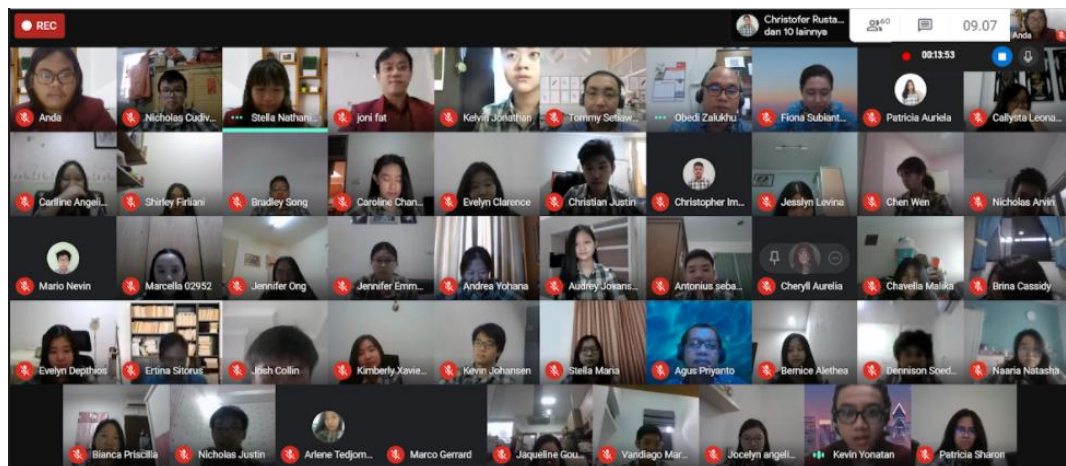 REC
Christofer Rusta...
dan 10 lainnya
60
09.07
Anda
00:13:53
Anda
Nicholas Cudiv...
Stella Nathani...
joni fat
Kelvin Jonathan
Tommy Setiaw...
Obedi Zalukhu
Fiona Subiant...
Patricia Auriela
Callysta Leona...
Carlline Angeli...
Shirley Firliani
Bradley Song
Caroline Chan...
Evelyn Clarence
Christian Justin
Christopher Im...
Jesslyn Levina
Chen Wen
Nicholas Arviri
Mario Nevin
Marcella 02952
Jennifer Ong
Jennifer Emm...
Andrea Yohana
Audrey Jovans...
Antonius seba...
Cheryll Aurelia
Chavella Malika
Brina Cassidy
Evelyn Depthios
Ertina Sitorus
Josh Collin
Kimberly Xavie...
Kevin Johansen
Stella Maria
Agus Priyanto
Bernice Alethea
Dennison Soed...
Naaria Natasha
Bianca Priscilla
Nicholas Justin
Arlene Tedjom...
Marco Gerrard
Jaqueline Gou...
Vandiago Mar...
Jocelyn angeli...
Kevin Yonatan
Patricia Sharon